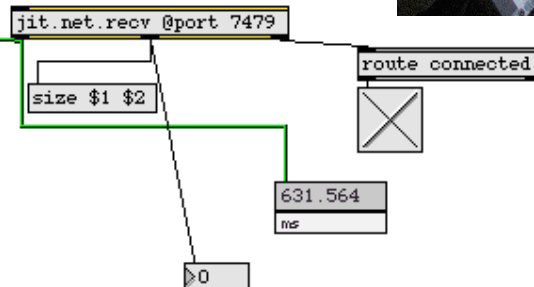 jit.net.recv @port 7479
route connected
size $1 $2
631.564
ms
0